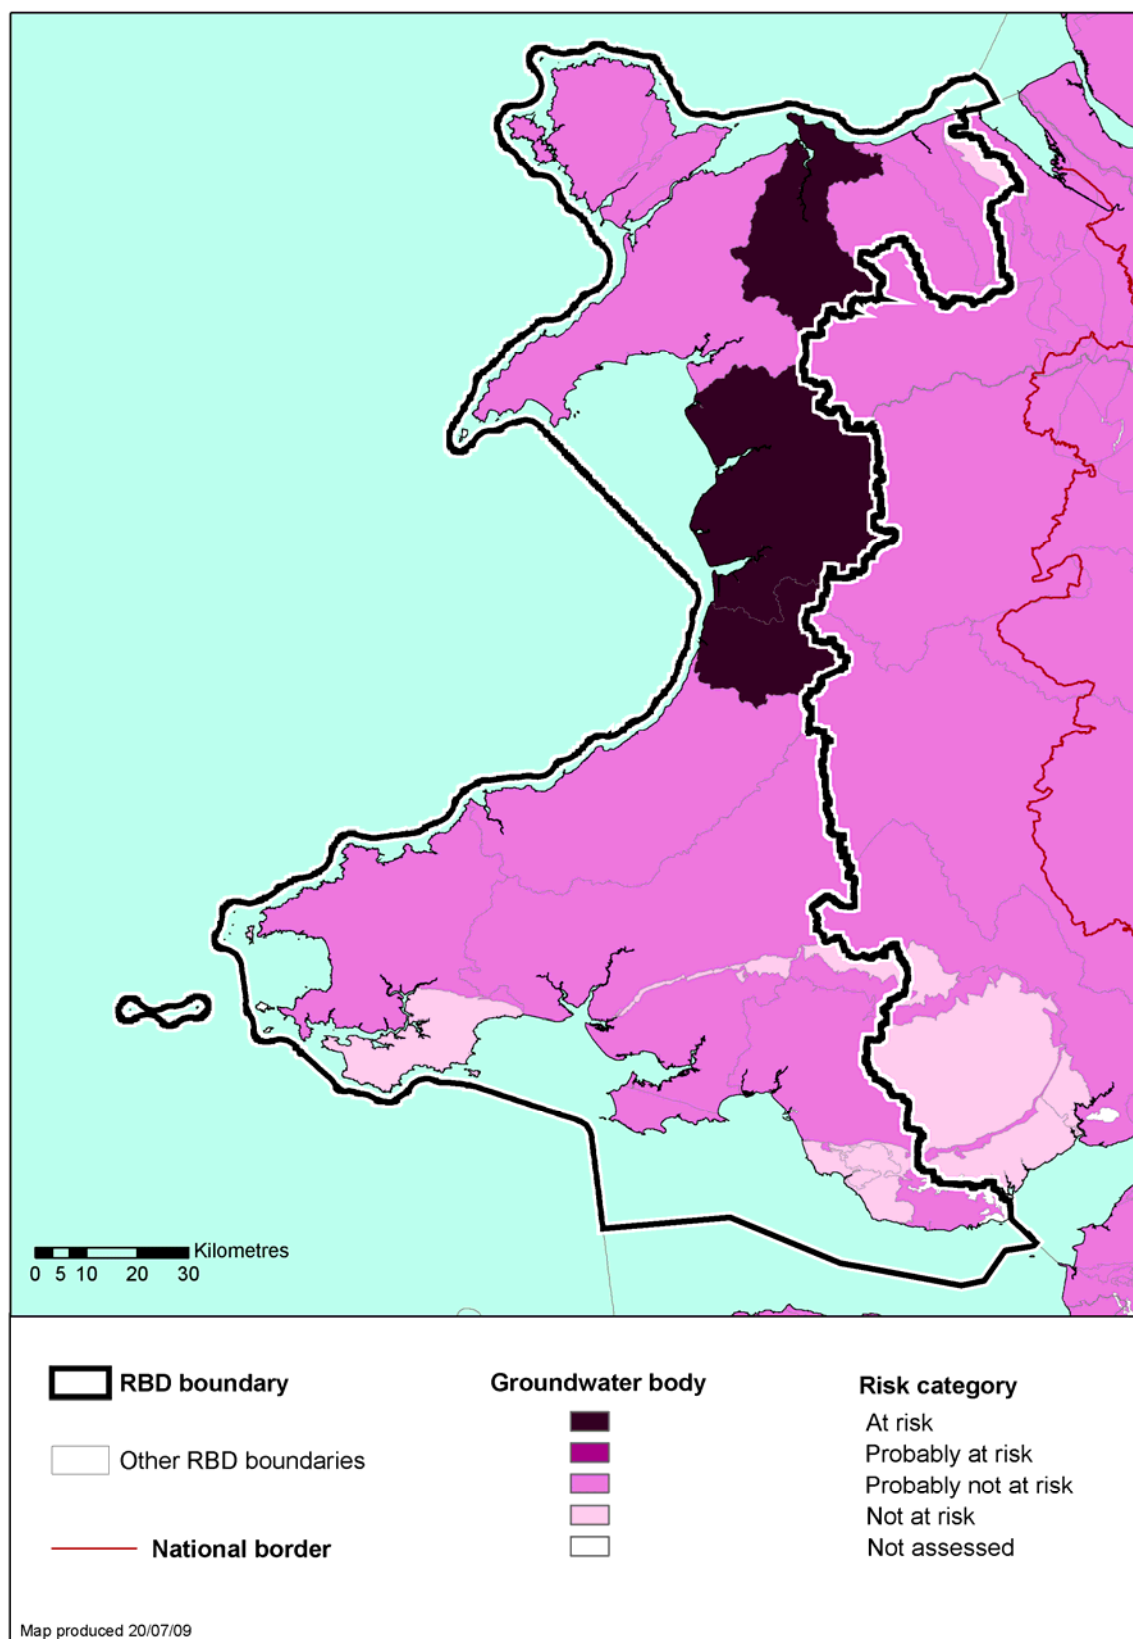 Kilometres
0 5 10 20 30
RBD boundary
Groundwater body
Risk category
At risk
Probably at risk
Other RBD boundaries
Probably not at risk
Not at risk
National border
Not assessed
Map produced 20/07/09